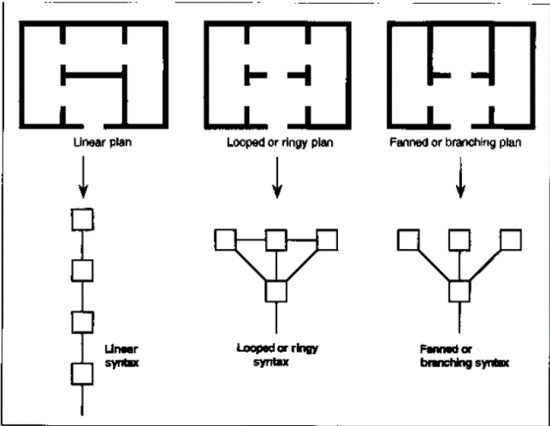 Linear plan
Looped or ringy plan
Fanned or branching plan
Linear
syntax
Looped or ringy
syntax
Fanned or
branching syntax